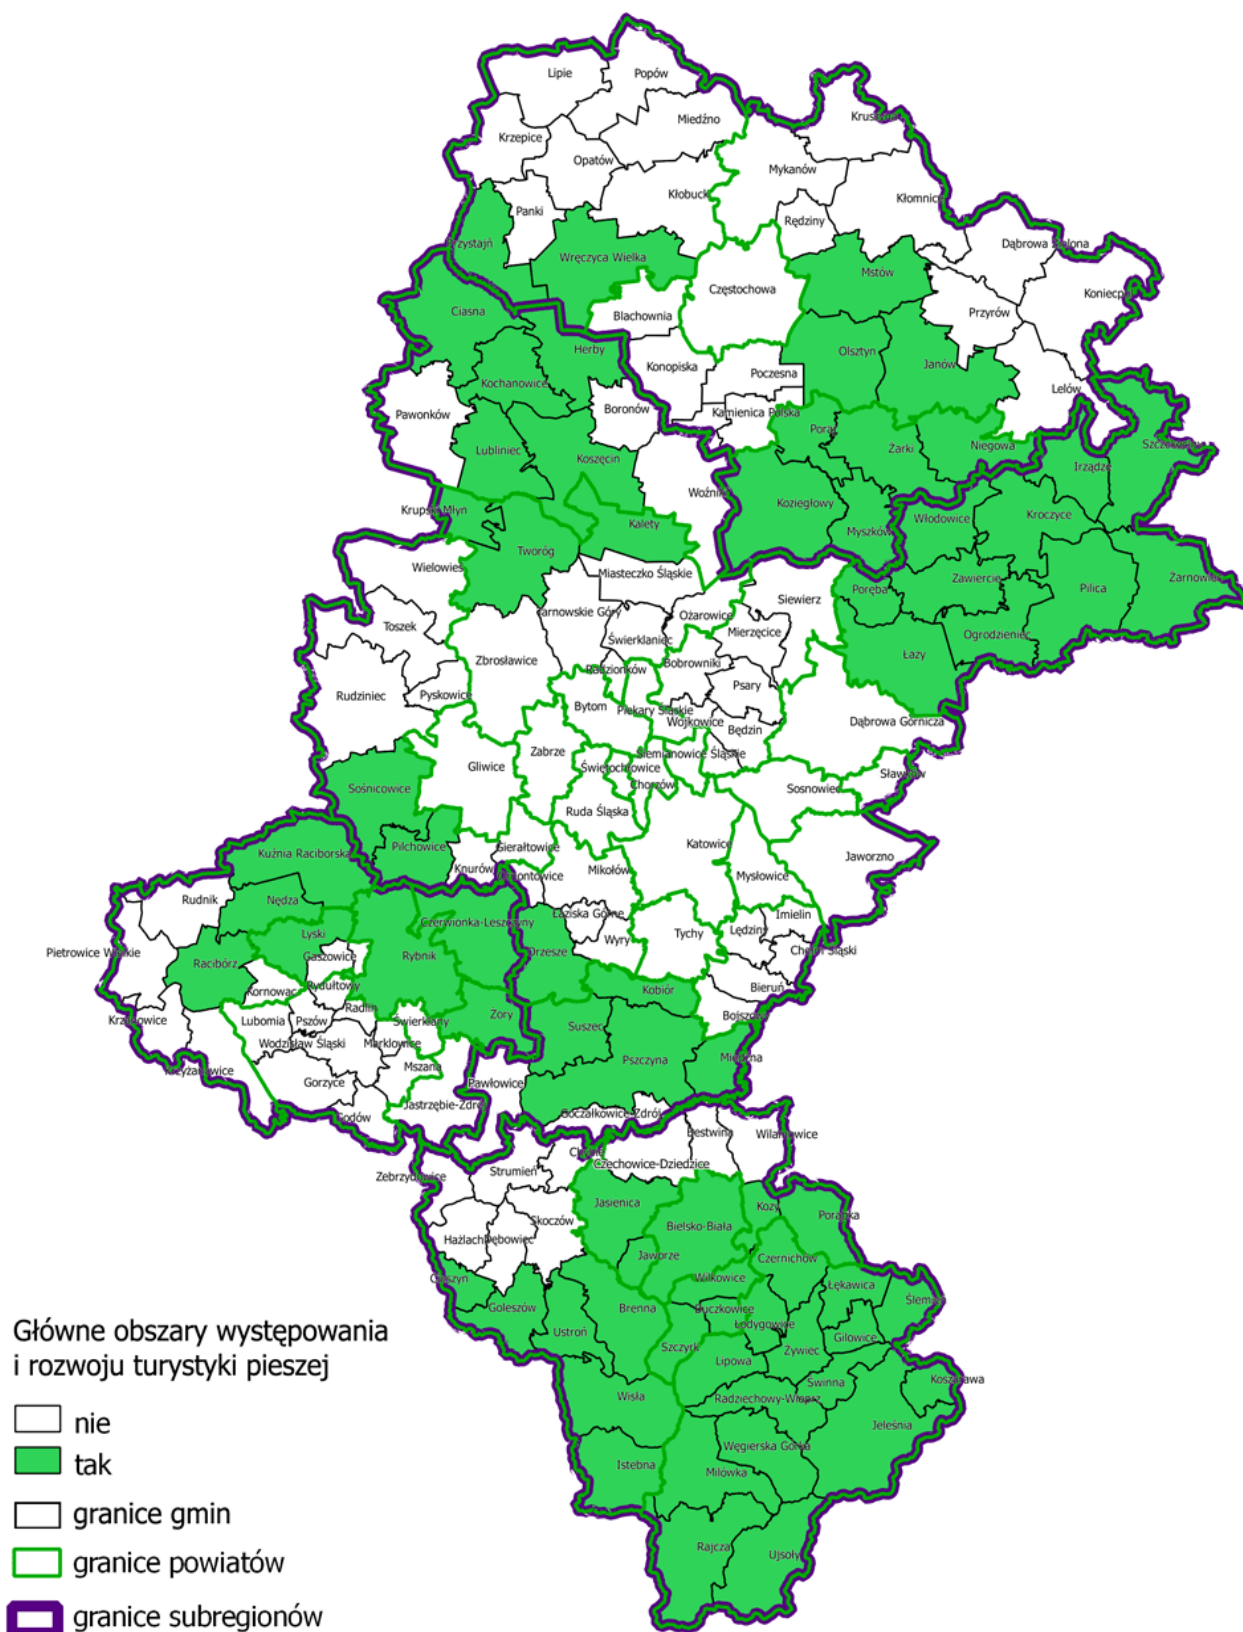 Lipie
Popów
Miedźno
Krzepice
Opatów
Panki
Kłobuck
Mykanów
Rędziny
Dąbrowa Zielona
Przystajń
Wręczyca Wielka
Mstów
Koniecpol
Częstochowa
Blachownia
Przyrów
Ciasna
Herby
Olsztyn
Janów
Konopiska
Poczesna
Kochanowice
Lelów
Pawonków
Boronów
Kamienica Polska
Poraj
Żarki
Niegowa
Lubliniec
Koszęcin
Irządze
Koziegłowy
Krupski Młyn
Kalety
Myszków
Włodowice
Kroczyce
Tworóg
Wielowieś
Miasteczko Śląskie
Zawiercie
Poręba
Pilica
Siewierz
Ożarowice
Mierzęcice
Toszek
Świerklaniec
Ogrodzieniec
Zbrosławice
Łazy
Bobrowniki
Radzionków
Psary
Rudziniec
Pyskowice
Bytom
Piekary Śląskie
Wojkowice
Będzin
Dąbrowa Górnicza
Zabrze
Siemianowice Śląskie
Gliwice
Świętochłowice
Chorzów
Sosnowiec
Sośnicowice
Ruda Śląska
Katowice
Pilchowice
Gierałtowice
Knurów
Mikołów
Mysłowice
Jaworzno
Kuźnia Raciborska
Rudnik
Nędza
Łaziska Górne
Imielin
Lędziny
Czerwionka-Leszczyny
Lyski
Wyry
Tychy
Chełm Śląski
Pietrowice Wielkie
Racibórz
Gaszowice
Rybnik
Orzesze
Kornowac
Rydułtowy
Kobiór
Bieruń
Radlin
Lubomia
Pszów
Świerklany
Żory
Suszec
Bojszowy
Wodzisław Śląski
Marklowice
Pszczyna
Mszana
Gorzyce
Pawłowice
Jastrzębie-Zdrój
Godów
Goczałkowice-Zdrój
Bestwina
Wilamowice
Zebrzydowice
Strumień
Czechowice-Dziedzice
Jasienica
Kozy
Porąbka
Skoczów
Bielsko-Biała
Hażlach
Dębowiec
Jaworze
Czernichów
Wilkowice
Łękawica
Cieszyn
Goleszów
Brenna
Buczkowice
Ślemień
Ustroń
Łodygowice
Szczyrk
Żywiec
Gilowice
Lipowa
Świnna
Koszarawa
Wisła
Radziechowy-Wieprz
Jeleśnia
Węgierska Górka
Istebna
Milówka
Rajcza
Ujsoły
Główne obszary występowania
i rozwoju turystyki pieszej
nie
tak
granice gmin
granice powiatów
granice subregionów